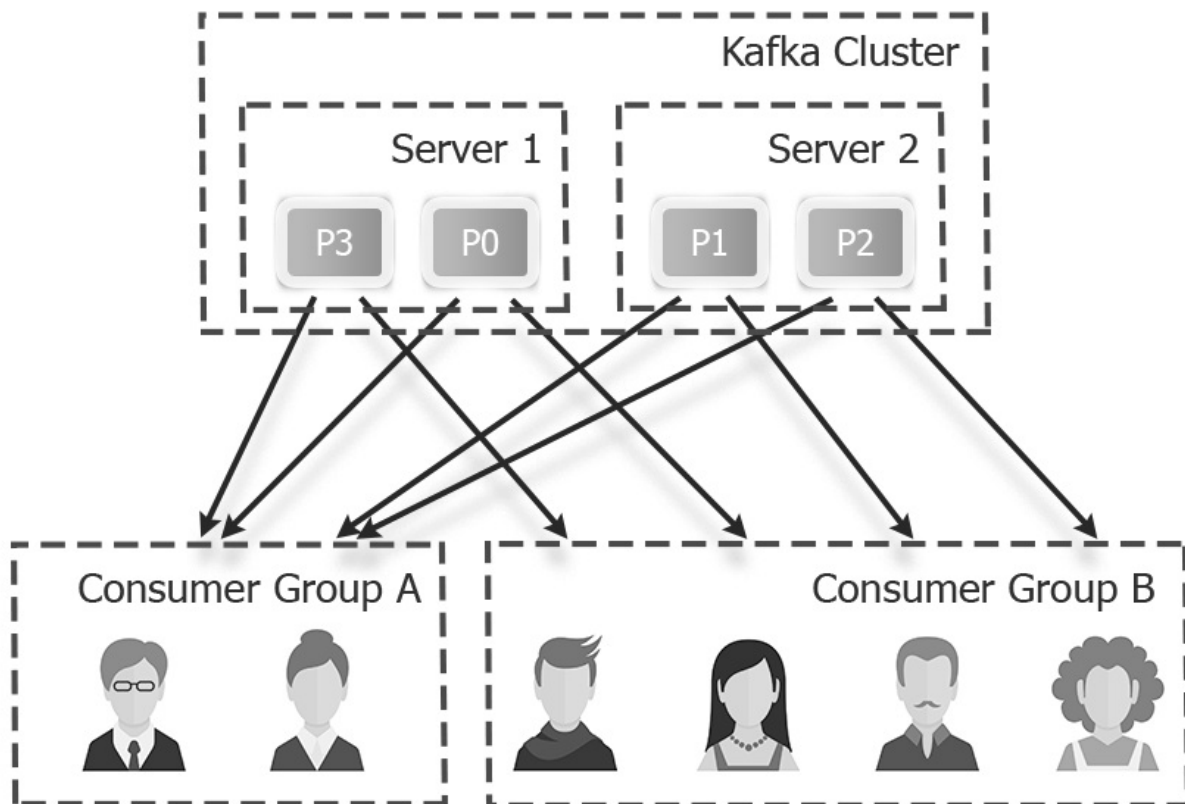 Kafka Cluster
Server 1
Server 2
P3
P0
P1
P2
Consumer Group A
Consumer Group B